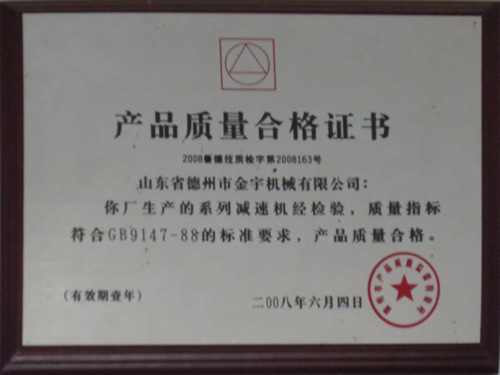 产品质量合格证书
2008鲁德技质检字第2008163号
山东省德州市金宇机械有限公司：
你厂生产的系列减速机经检验，质量指标
符合GB9147-88的标准要求，产品质量合格。
(有效期壹年)
二00八年六月四日